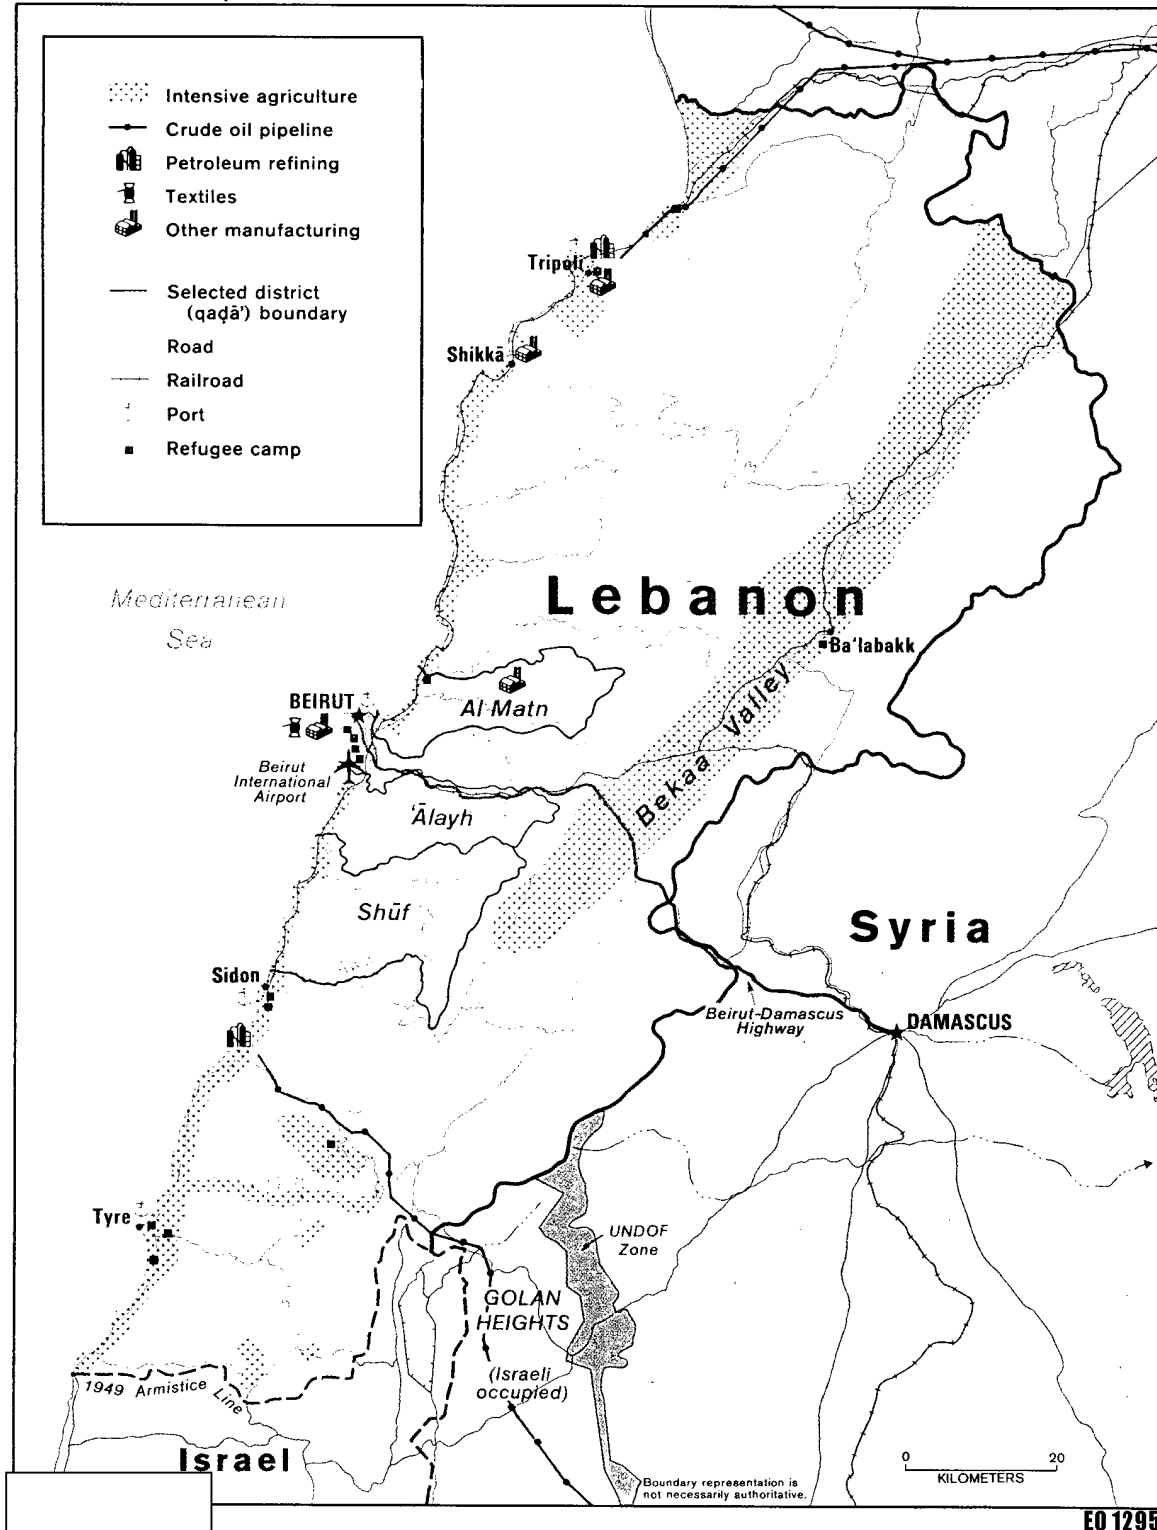 Intensive agriculture
Crude oil pipeline
Petroleum refining
Textiles
Other manufacturing
Selected district
(qaḍā') boundary
Road
Railroad
Port
Refugee camp
Tripoli
Shikkā
Mediterranean
Sea
Lebanon
Ba'labakk
BEIRUT
Al Matn
Bekaa Valley
Beirut
International
Airport
'Ālayh
Shūf
Syria
Sidon
Beirut-Damascus
Highway
DAMASCUS
Tyre
UNDOF
Zone
GOLAN
HEIGHTS
(Israeli
occupied)
1949 Armistice
Line
Israel
0 20
KILOMETERS
Boundary representation is
not necessarily authoritative.
EO 1295